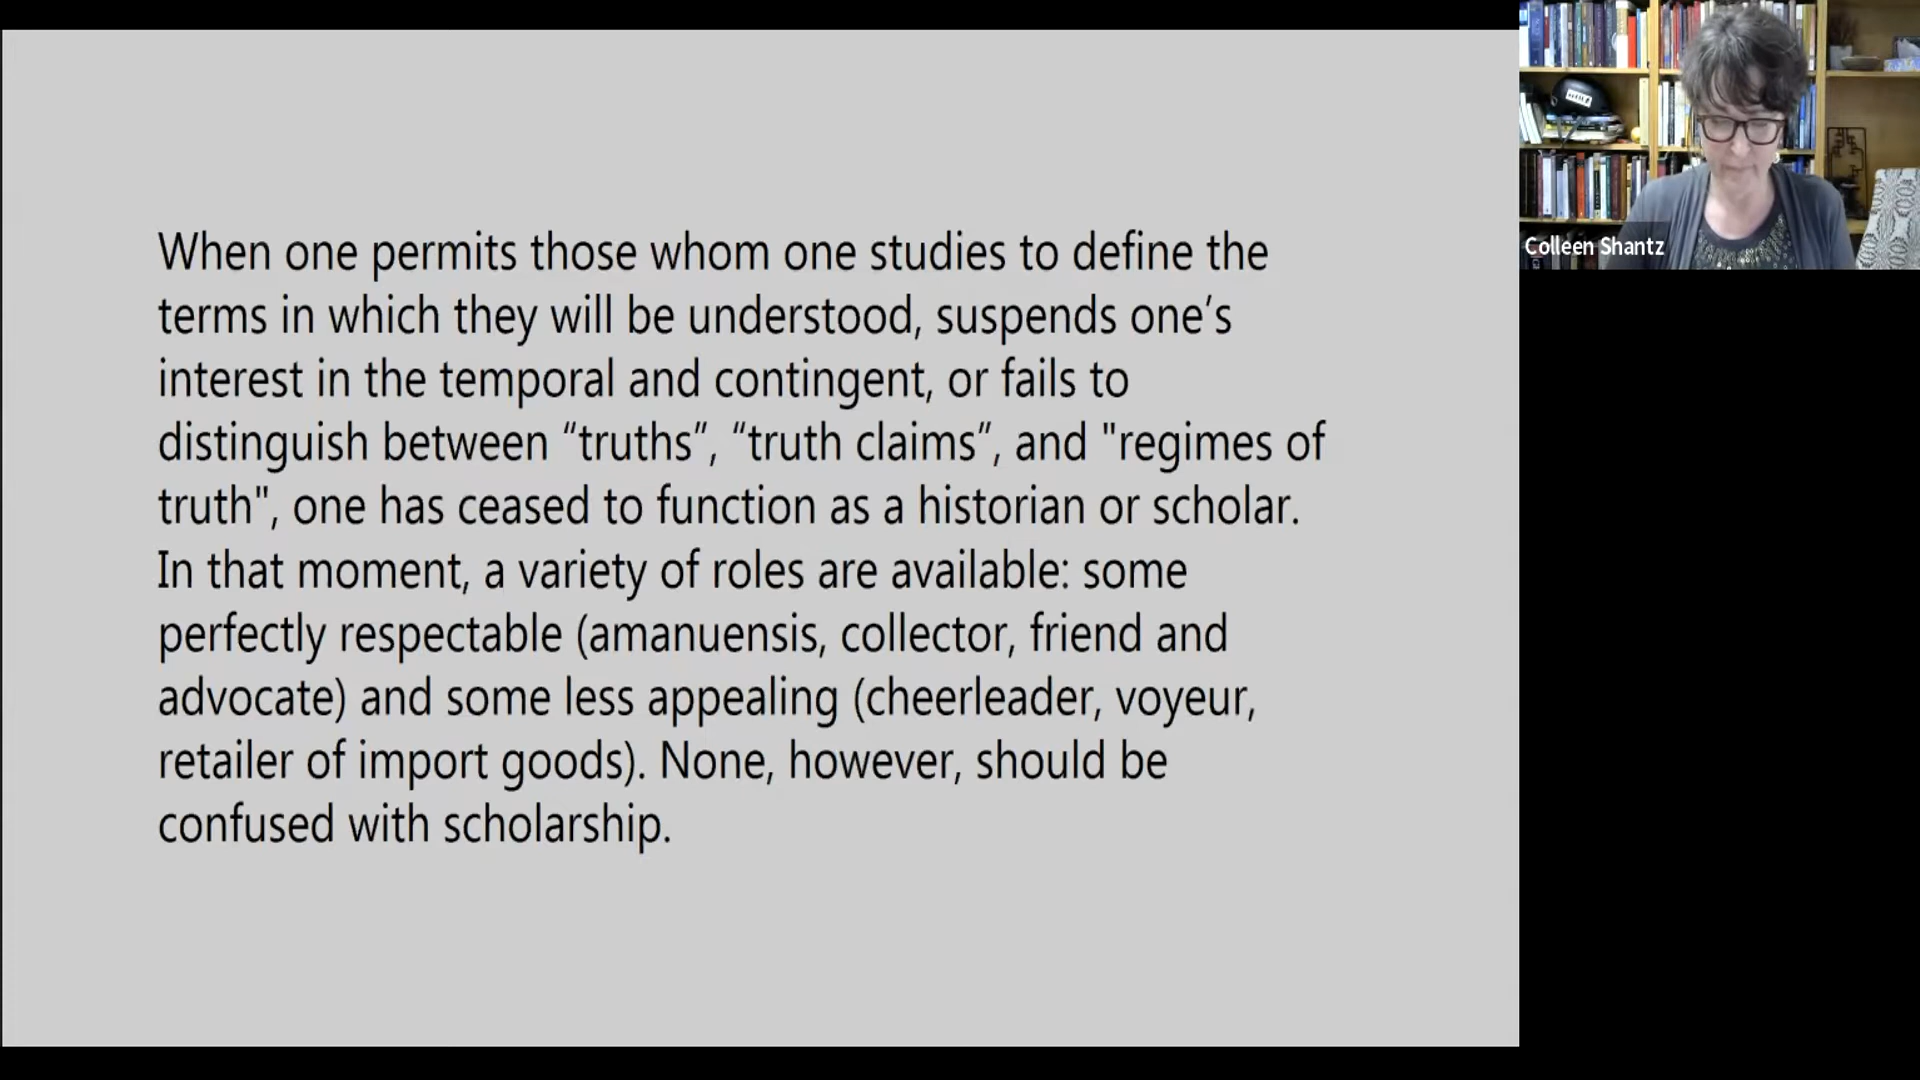 When one permits those whom one studies to define the
terms in which they will be understood, suspends one’s
interest in the temporal and contingent, or fails to
distinguish between “truths”, “truth claims”, and "regimes of
truth", one has ceased to function as a historian or scholar.
In that moment, a variety of roles are available: some
perfectly respectable (amanuensis, collector, friend and
advocate) and some less appealing (cheerleader, voyeur,
retailer of import goods). None, however, should be
confused with scholarship.
Colleen Shantz